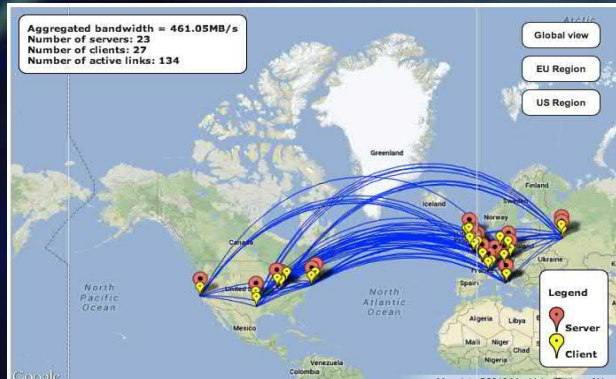 Aggregated bandwidth = 461.05MB/s
Number of servers: 23
Number of clients: 27
Number of active links: 134
Arctic
Global view
EU Region
US Region
Greenland
Iceland
Finland
Sweden
Norway
Canada
Ukraine
France
Spain
United
North
Pacific
Ocean
North
Atlantic
Ocean
Mexico
Algeria
Libya
Mali
Niger
Chad
Nigeria
Venezuela
Colombia
Legend
Server
Client
Google